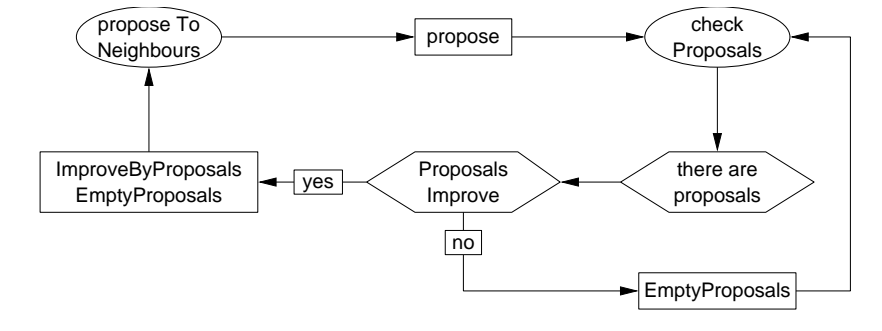 propose To
Neighbours
propose
check
Proposals
ImproveByProposals
EmptyProposals
yes
Proposals
Improve
there are
proposals
no
EmptyProposals